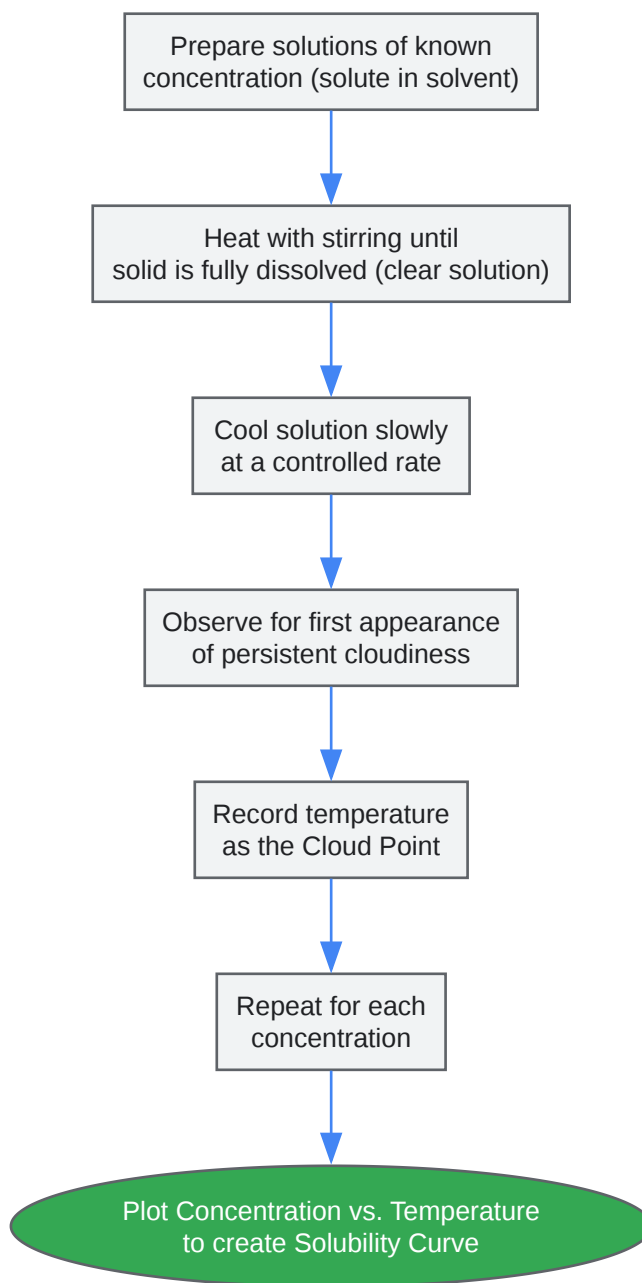 Prepare solutions of known
concentration (solute in solvent)
Heat with stirring until
solid is fully dissolved (clear solution)
Cool solution slowly
at a controlled rate
Observe for first appearance
of persistent cloudiness
Record temperature
as the Cloud Point
Repeat for each
concentration
Plot Concentration vs. Temperature
to create Solubility Curve